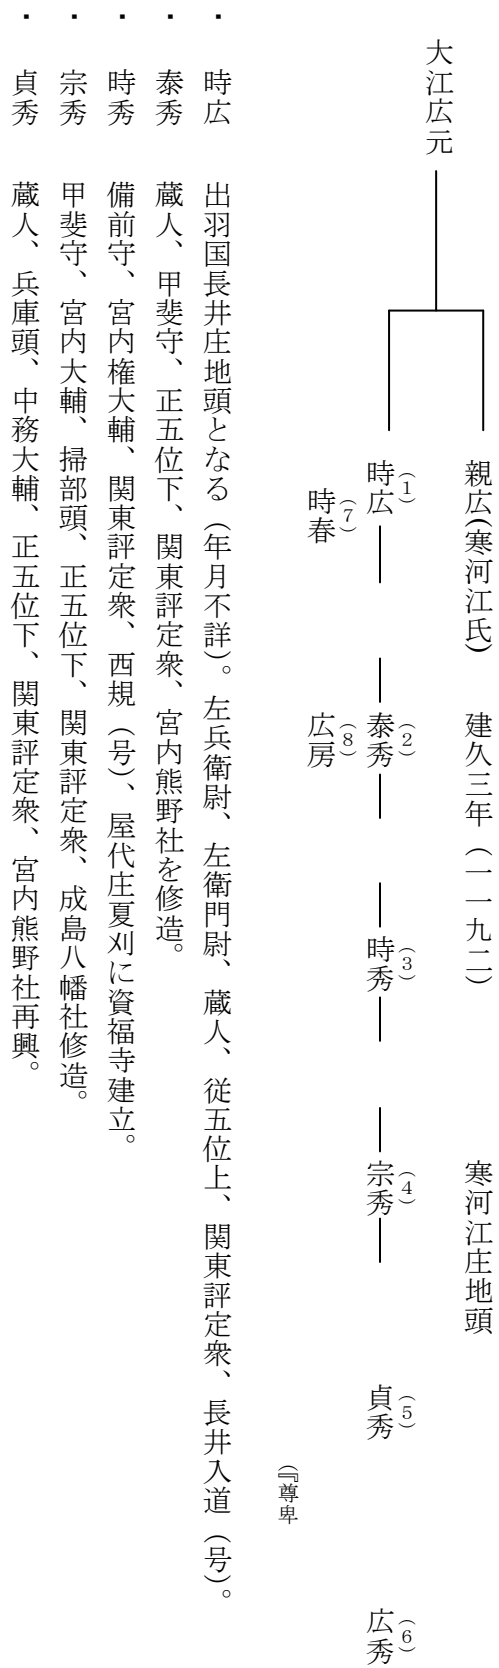 大江広元
親広(寒河江氏)　建久三年(一一九二)　寒河江庄地頭
(1)時広　(2)泰秀　(3)時秀　(4)宗秀　(5)貞秀　(6)広秀
(7)時春　(8)広房
(『尊卑
・時広　出羽国長井庄地頭となる(年月不詳)。左兵衛尉、左衛門尉、蔵人、従五位上、関東評定衆、長井入道(号)。
・泰秀　蔵人、甲斐守、正五位下、関東評定衆、宮内熊野社を修造。
・時秀　備前守、宮内権大輔、関東評定衆、西規(号)、屋代庄夏刈に資福寺建立。
・宗秀　甲斐守、宮内大輔、掃部頭、正五位下、関東評定衆、成島八幡社修造。
・貞秀　蔵人、兵庫頭、中務大輔、正五位下、関東評定衆、宮内熊野社再興。